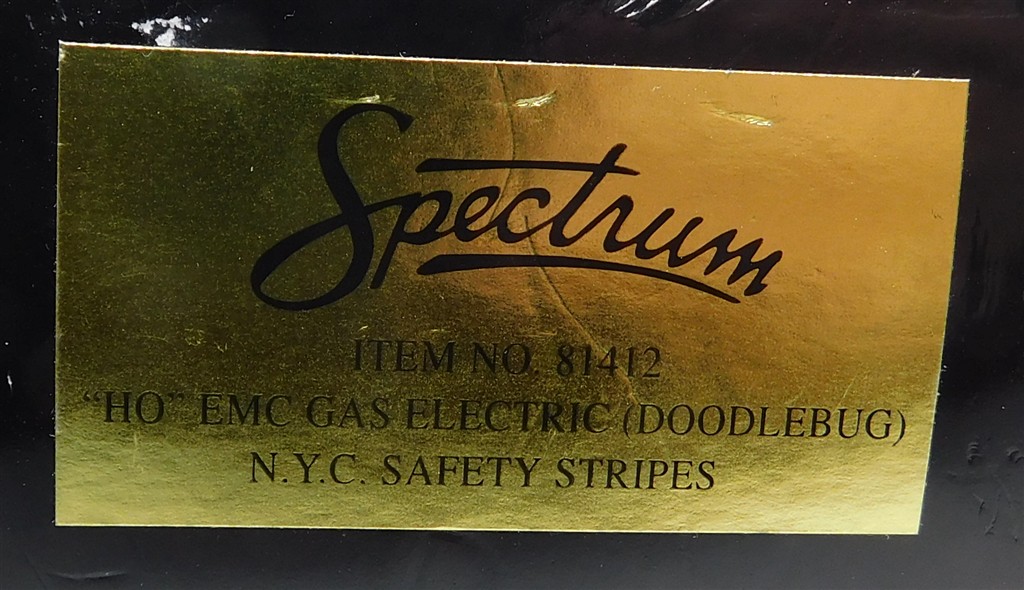 Spectrum
ITEM NO. 81412
"HO" EMC GAS ELECTRIC (DOODLEBUG)
N.Y.C. SAFETY STRIPES